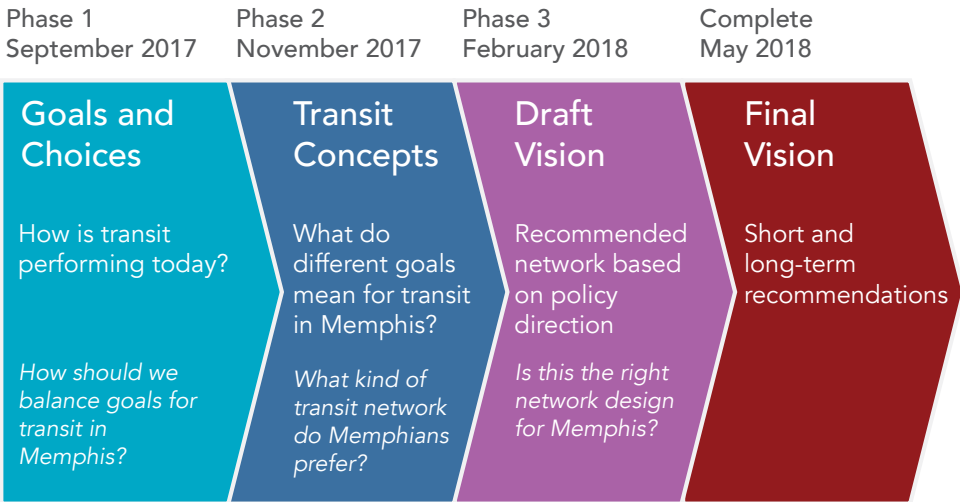 Phase 1
September 2017
Phase 2
November 2017
Phase 3
February 2018
Complete
May 2018
Goals and
Choices
How is transit
performing today?
How should we
balance goals for
transit in
Memphis?
Transit
Concepts
What do
different goals
mean for transit
in Memphis?
What kind of
transit network
do Memphians
prefer?
Draft
Vision
Recommended
network based
on policy
direction
Is this the right
network design
for Memphis?
Final
Vision
Short and
long-term
recommendations